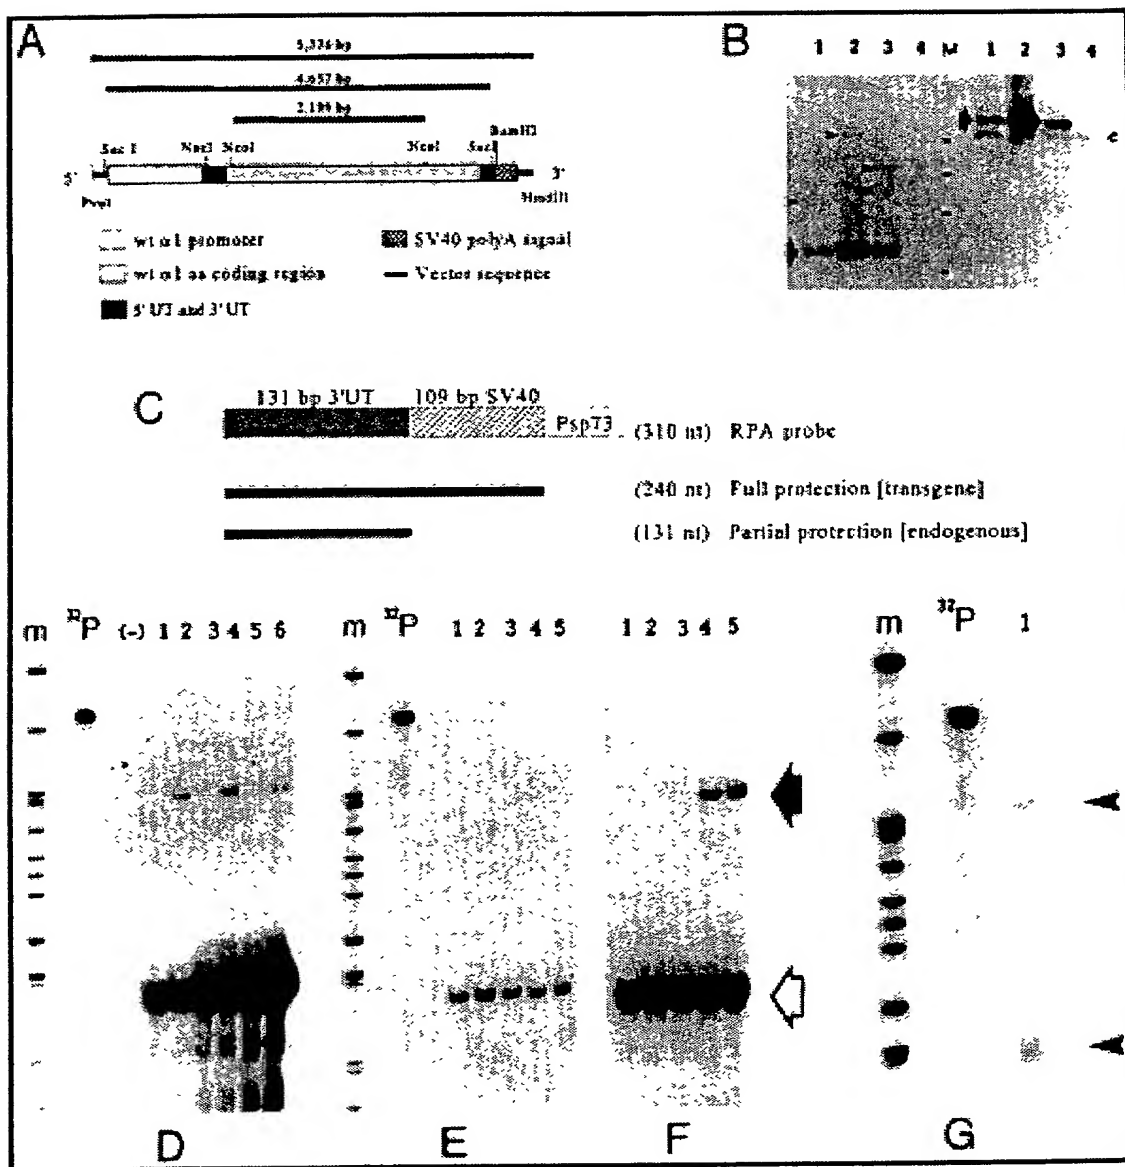 A
5,336 bp
4,657 bp
2,199 bp
BamHI
Sac I
NcoI
NcoI
SacI
5'
3'
PvuI
HindIII
wt α1 promoter
SV40 polyA signal
wt α1 aa coding region
Vector sequence
5' UT and 3' UT
B
1 2 3 4 M 1 2 3 4
e
C
131 bp 3'UT
109 bp SV40
PspT3
(310 nt) RPA probe
(240 nt) Full protection [transgene]
(131 nt) Partial protection [endogenous]
m 32P (-) 1 2 3 4 5 6
m 32P 1 2 3 4 5
1 2 3 4 5
m 32P 1
D
E
F
G